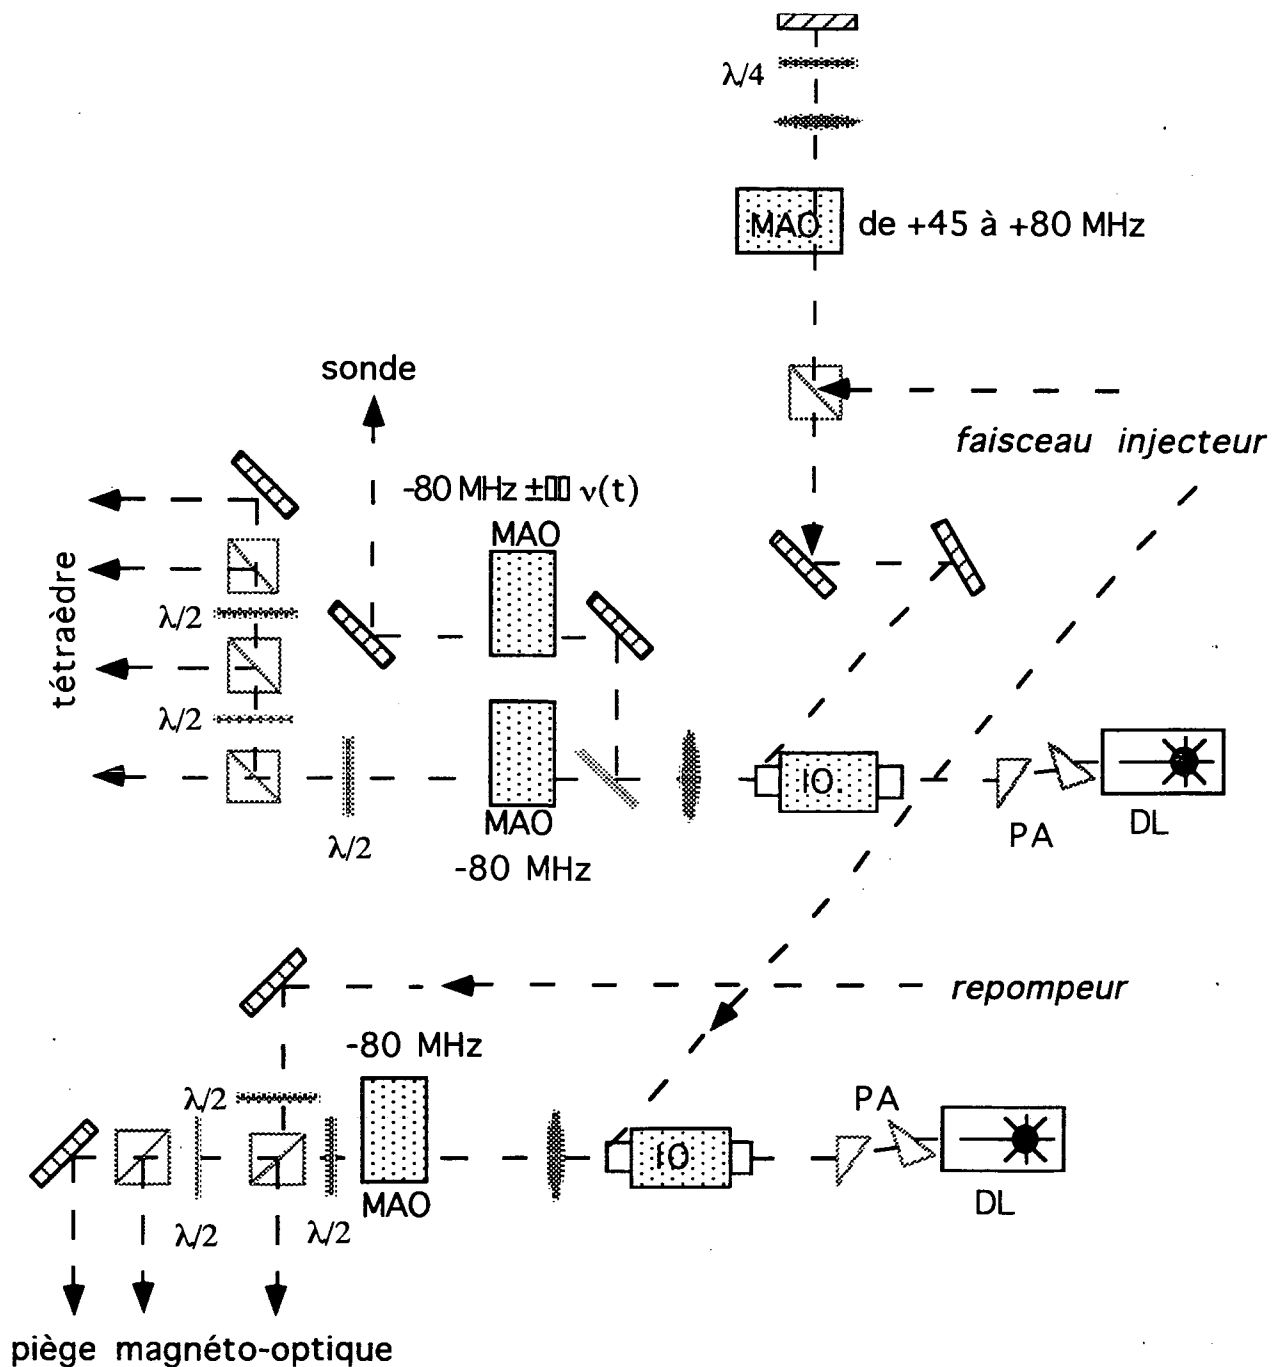 λ/4
MAO de +45 à +80 MHz
sonde
faisceau injecteur
-80 MHz ± ν(t)
MAO
tétraèdre
λ/2
λ/2
IO.
PA
DL
MAO
λ/2
-80 MHz
repompeur
-80 MHz
λ/2
PA
IO
MAO
DL
λ/2
λ/2
piège magnéto-optique